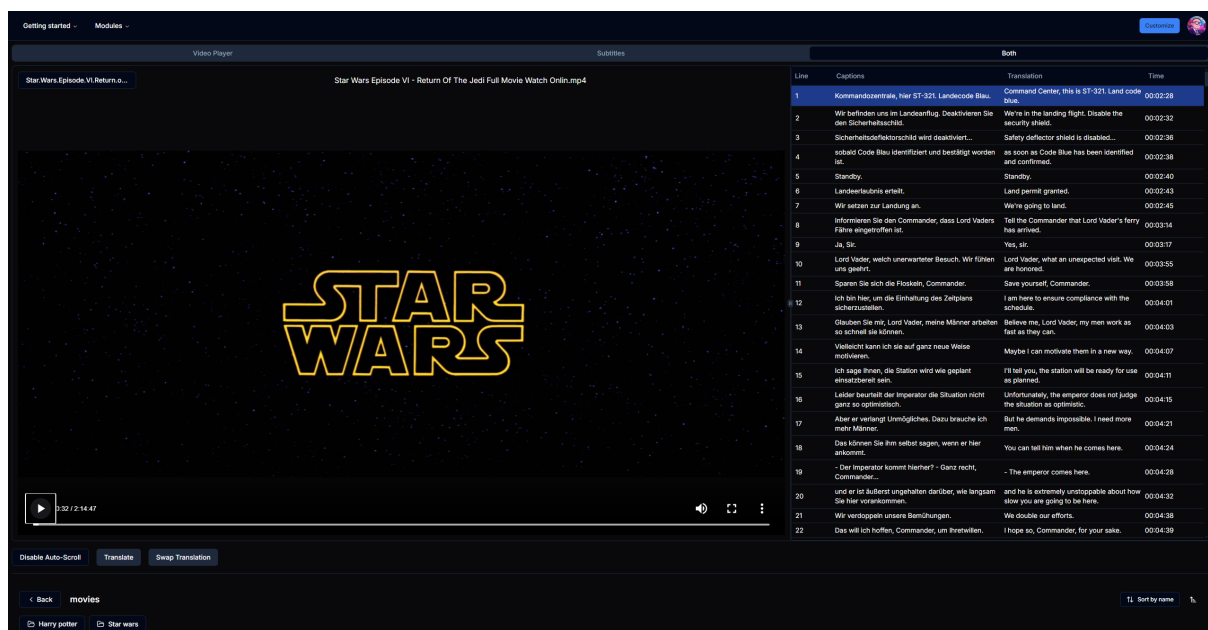 Getting started
Modules
Customize
Video Player
Subtitles
Both
Star.Wars.Episode.VI.Return.o...
Star Wars Episode VI - Return Of The Jedi Full Movie Watch Onlin.mp4
STAR
WARS
0:32 / 2:14:47
Line Captions Translation Time
1 Kommandozentrale, hier ST-321. Landecode Blau. Command Center, this is ST-321. Land code blue. 00:02:28
2 Wir befinden uns im Landeanflug. Deaktivieren Sie den Sicherheitsschild. We're in the landing flight. Disable the security shield. 00:02:32
3 Sicherheitsdeflektorschild wird deaktiviert... Safety deflector shield is disabled... 00:02:36
4 sobald Code Blau identifiziert und bestätigt worden ist. as soon as Code Blue has been identified and confirmed. 00:02:38
5 Standby. Standby. 00:02:40
6 Landeerlaubnis erteilt. Land permit granted. 00:02:43
7 Wir setzen zur Landung an. We're going to land. 00:02:45
8 Informieren Sie den Commander, dass Lord Vaders Fähre eingetroffen ist. Tell the Commander that Lord Vader's ferry has arrived. 00:03:14
9 Ja, Sir. Yes, sir. 00:03:17
10 Lord Vader, welch unerwarteter Besuch. Wir fühlen uns geehrt. Lord Vader, what an unexpected visit. We are honored. 00:03:55
11 Sparen Sie sich die Floskeln, Commander. Save yourself, Commander. 00:03:58
12 Ich bin hier, um die Einhaltung des Zeitplans sicherzustellen. I am here to ensure compliance with the schedule. 00:04:01
13 Glauben Sie mir, Lord Vader, meine Männer arbeiten so schnell sie können. Believe me, Lord Vader, my men work as fast as they can. 00:04:03
14 Vielleicht kann ich sie auf ganz neue Weise motivieren. Maybe I can motivate them in a new way. 00:04:07
15 Ich sage Ihnen, die Station wird wie geplant einsatzbereit sein. I'll tell you, the station will be ready for use as planned. 00:04:11
16 Leider beurteilt der Imperator die Situation nicht ganz so optimistisch. Unfortunately, the emperor does not judge the situation as optimistic. 00:04:15
17 Aber er verlangt Unmögliches. Dazu brauche ich mehr Männer. But he demands impossible. I need more men. 00:04:21
18 Das können Sie ihm selbst sagen, wenn er hier ankommt. You can tell him when he comes here. 00:04:24
19 - Der Imperator kommt hierher? - Ganz recht, Commander... - The emperor comes here. 00:04:28
20 und er ist äußerst ungehalten darüber, wie langsam Sie hier vorankommen. and he is extremely unstoppable about how slow you are going to be here. 00:04:32
21 Wir verdoppeln unsere Bemühungen. We double our efforts. 00:04:38
22 Das will ich hoffen, Commander, um Ihretwillen. I hope so, Commander, for your sake. 00:04:39
Disable Auto-Scroll
Translate
Swap Translation
Back
movies
Sort by name
Harry potter
Star wars